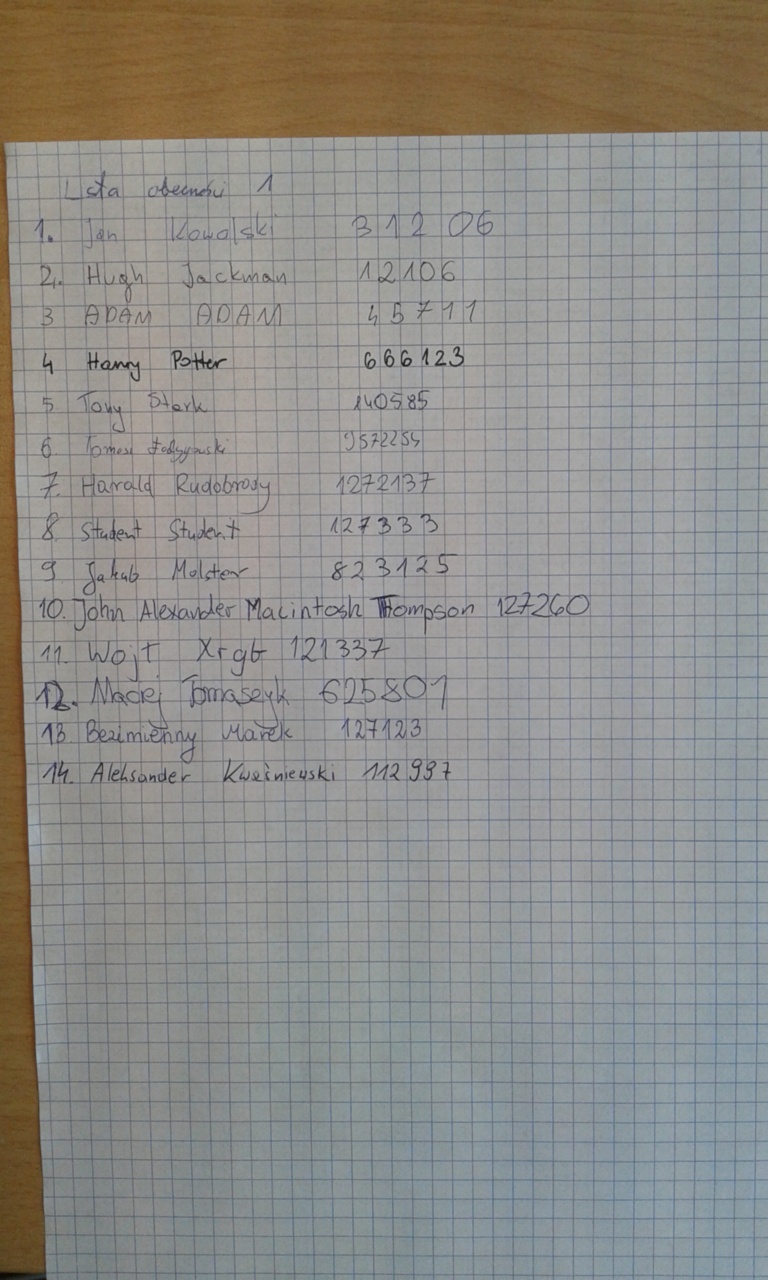 Lista obecności 1
1. Jan Kowalski 31206
2. Hugh Jackman 12106
3 ADAM ADAM 45711
4 Harry Potter 666123
5 Tony Stark 140585
6. Tomasz 9572254
7. Harald Rudobrody 1272137
8. Student Student 127333
9. Jakub Molster 823125
10. John Alexander Macintosh Thompson 127260
11. Wojt Xrgb 121337
12. Maciej Tomaszyk 625801
13. Bezimienny Marek 127123
14. Aleksander Kwaśniewski 112997